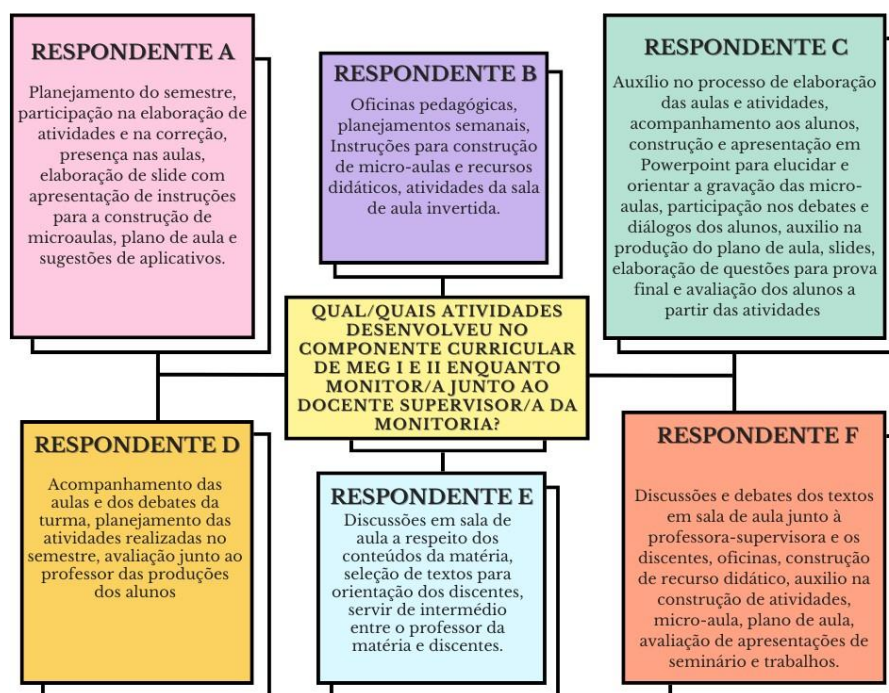 RESPONDENTE A
Planejamento do semestre,
participação na elaboração de
atividades e na correção,
presença nas aulas,
elaboração de slide com
apresentação de instruções
para a construção de
microaulas, plano de aula e
sugestões de aplicativos.
RESPONDENTE B
Oficinas pedagógicas,
planejamentos semanais,
Instruções para construção
de micro-aulas e recursos
didáticos, atividades da sala
de aula invertida.
RESPONDENTE C
Auxílio no processo de elaboração
das aulas e atividades,
acompanhamento aos alunos,
construção e apresentação em
Powerpoint para elucidar e
orientar a gravação das micro-
aulas, participação nos debates e
diálogos dos alunos, auxilio na
produção do plano de aula, slides,
elaboração de questões para prova
final e avaliação dos alunos a
partir das atividades
QUAL/QUAIS ATIVIDADES
DESENVOLVEU NO
COMPONENTE CURRICULAR
DE MEG I E II ENQUANTO
MONITOR/A JUNTO AO
DOCENTE SUPERVISOR/A DA
MONITORIA?
RESPONDENTE D
Acompanhamento das
aulas e dos debates da
turma, planejamento das
atividades realizadas no
semestre, avaliação junto ao
professor das produções
dos alunos
RESPONDENTE E
Discussões em sala de
aula a respeito dos
conteúdos da matéria,
seleção de textos para
orientação dos discentes,
servir de intermédio
entre o professor da
matéria e discentes.
RESPONDENTE F
Discussões e debates dos textos
em sala de aula junto à
professora-supervisora e os
discentes, oficinas, construção
de recurso didático, auxilio na
construção de atividades,
micro-aula, plano de aula,
avaliação de apresentações de
seminário e trabalhos.